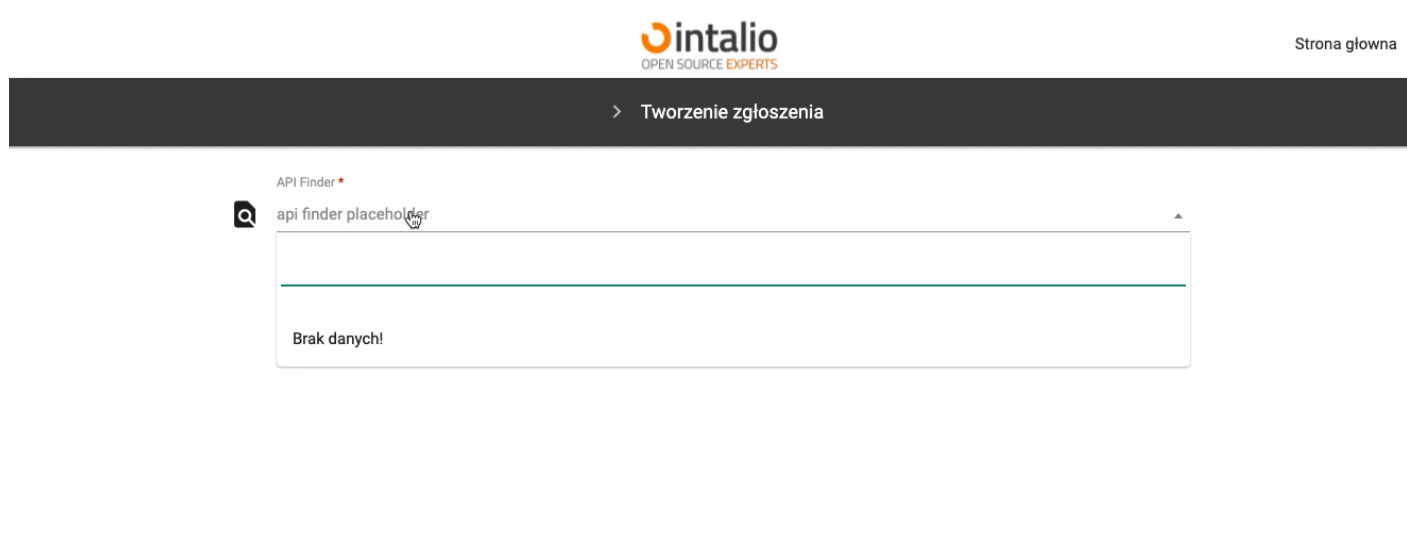 intalio
OPEN SOURCE EXPERTS
Strona głowna
> Tworzenie zgłoszenia
API Finder *
api finder placeholder
Brak danych!